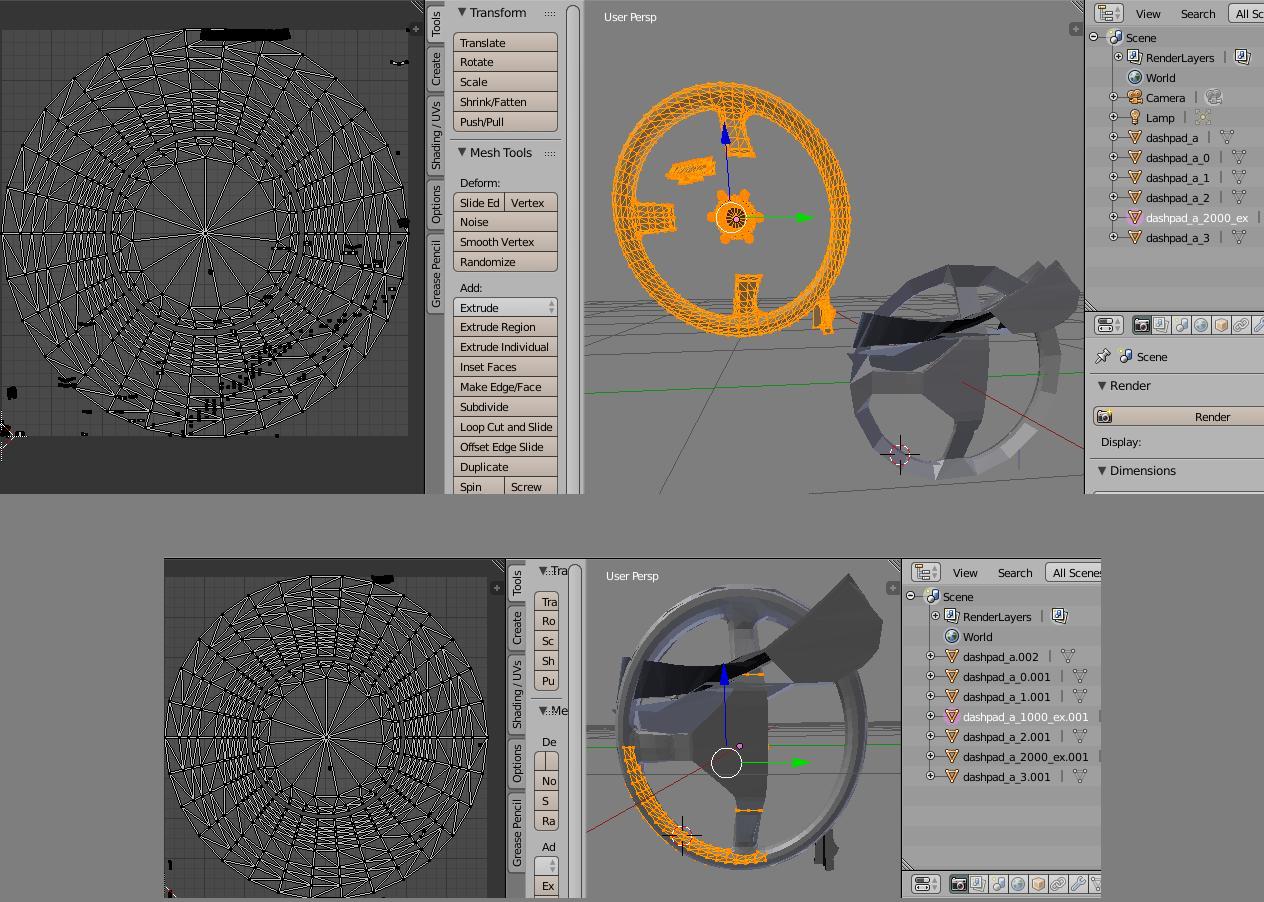 Tools
Create
Shading / UVs
Options
Grease Pencil
Transform
Translate
Rotate
Scale
Shrink/Fatten
Push/Pull
Mesh Tools
Deform:
Slide Ed Vertex
Noise
Smooth Vertex
Randomize
Add:
Extrude
Extrude Region
Extrude Individual
Inset Faces
Make Edge/Face
Subdivide
Loop Cut and Slide
Offset Edge Slide
Duplicate
Spin Screw
User Persp
View Search All Sc
Scene
RenderLayers
World
Camera
Lamp
dashpad_a
dashpad_a_0
dashpad_a_1
dashpad_a_2
dashpad_a_2000_ex
dashpad_a_3
Scene
Render
Render
Display:
Dimensions
Tools
Create
Shading / UVs
Options
Grease Pencil
Tra
Tra
Ro
Sc
Sh
Pu
Me
De
No
S
Ra
Ad
Ex
User Persp
View Search All Scenes
Scene
RenderLayers
World
dashpad_a.002
dashpad_a_0.001
dashpad_a_1.001
dashpad_a_1000_ex.001
dashpad_a_2.001
dashpad_a_2000_ex.001
dashpad_a_3.001